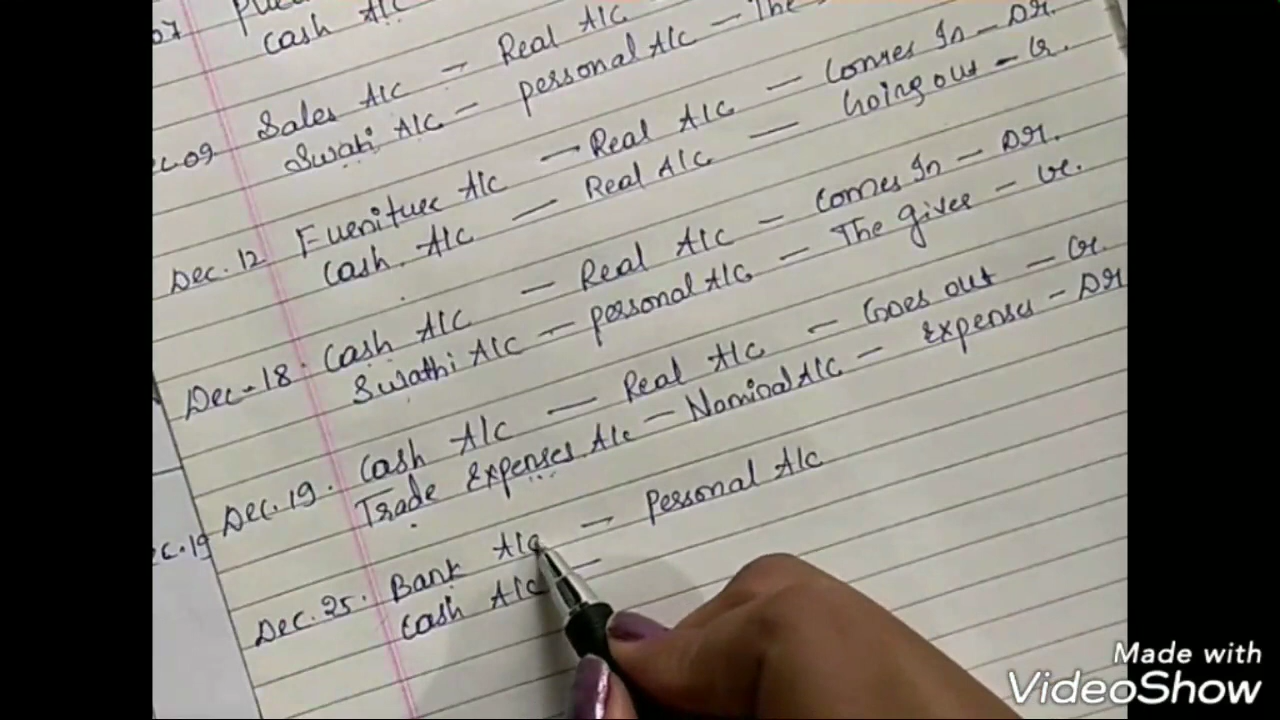 07
Cash A/c
Sales A/c - Real A/c
Dec. 09 Swati A/c - personal A/c - The
Furniture A/c - Real A/c - Comes In - Dr.
Dec. 12 Cash A/c - Real A/c - Going out - Cr.
Dec - 18. Cash A/c - Real A/c - Comes In - Dr.
Swathi A/c - personal A/c - The giver - Cr.
Dec. 19. Cash A/c - Real A/c - Goes out - Cr.
Trade Expenses A/c - Nominal A/c - Expenses - Dr
c. 19
Dec. 25. Bank A/c - Personal A/c
Cash A/c -
Made with
VideoShow